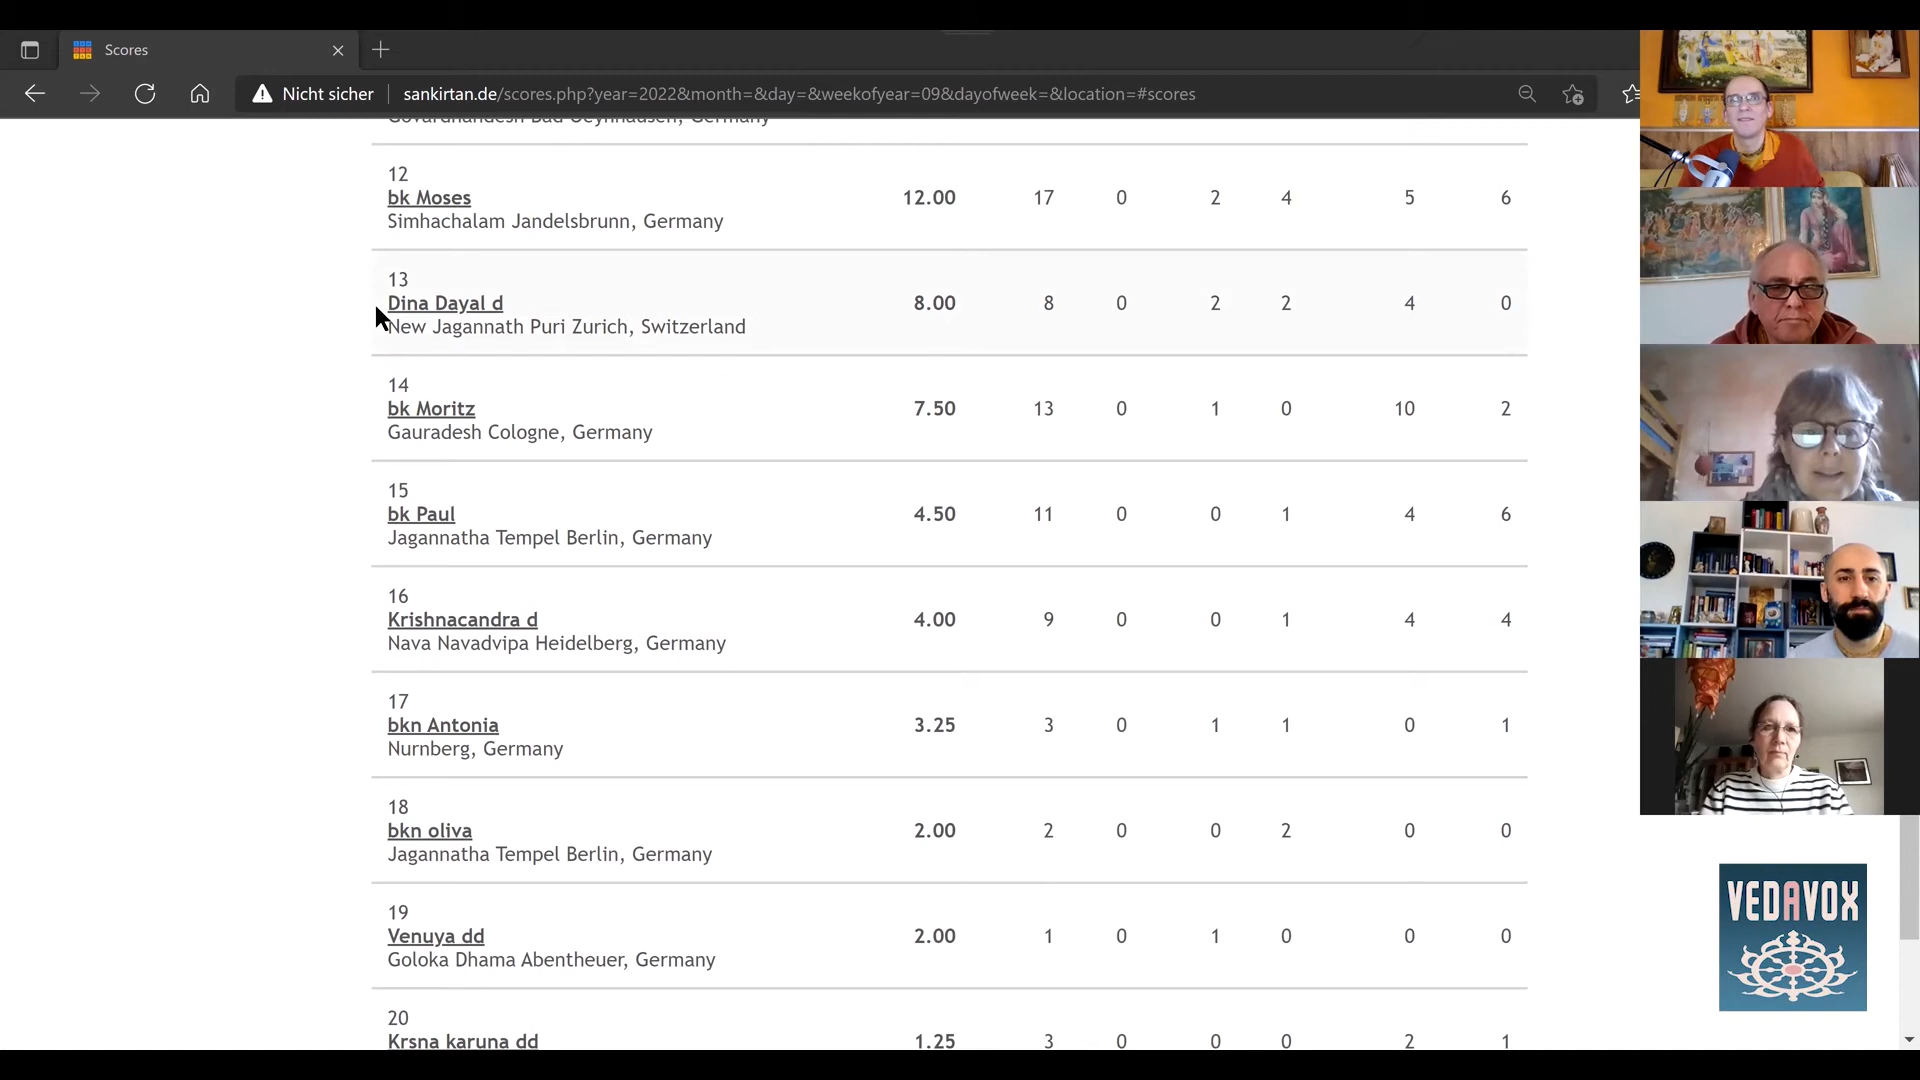 Scores
Nicht sicher
sankirtan.de/scores.php?year=2022&month=&day=&weekofyear=09&dayofweek=&location=#scores
Govardhandesh Bad Oeynhausen, Germany
12
bk Moses 12.00 17 0 2 4 5 6
Simhachalam Jandelsbrunn, Germany
13
Dina Dayal d 8.00 8 0 2 2 4 0
New Jagannath Puri Zurich, Switzerland
14
bk Moritz 7.50 13 0 1 0 10 2
Gauradesh Cologne, Germany
15
bk Paul 4.50 11 0 0 1 4 6
Jagannatha Tempel Berlin, Germany
16
Krishnacandra d 4.00 9 0 0 1 4 4
Nava Navadvipa Heidelberg, Germany
17
bkn Antonia 3.25 3 0 1 1 0 1
Nurnberg, Germany
18
bkn oliva 2.00 2 0 0 2 0 0
Jagannatha Tempel Berlin, Germany
19
Venuya dd 2.00 1 0 1 0 0 0
Goloka Dhama Abentheuer, Germany
20
Krsna karuna dd 1.25 3 0 0 0 2 1
VEDAVOX